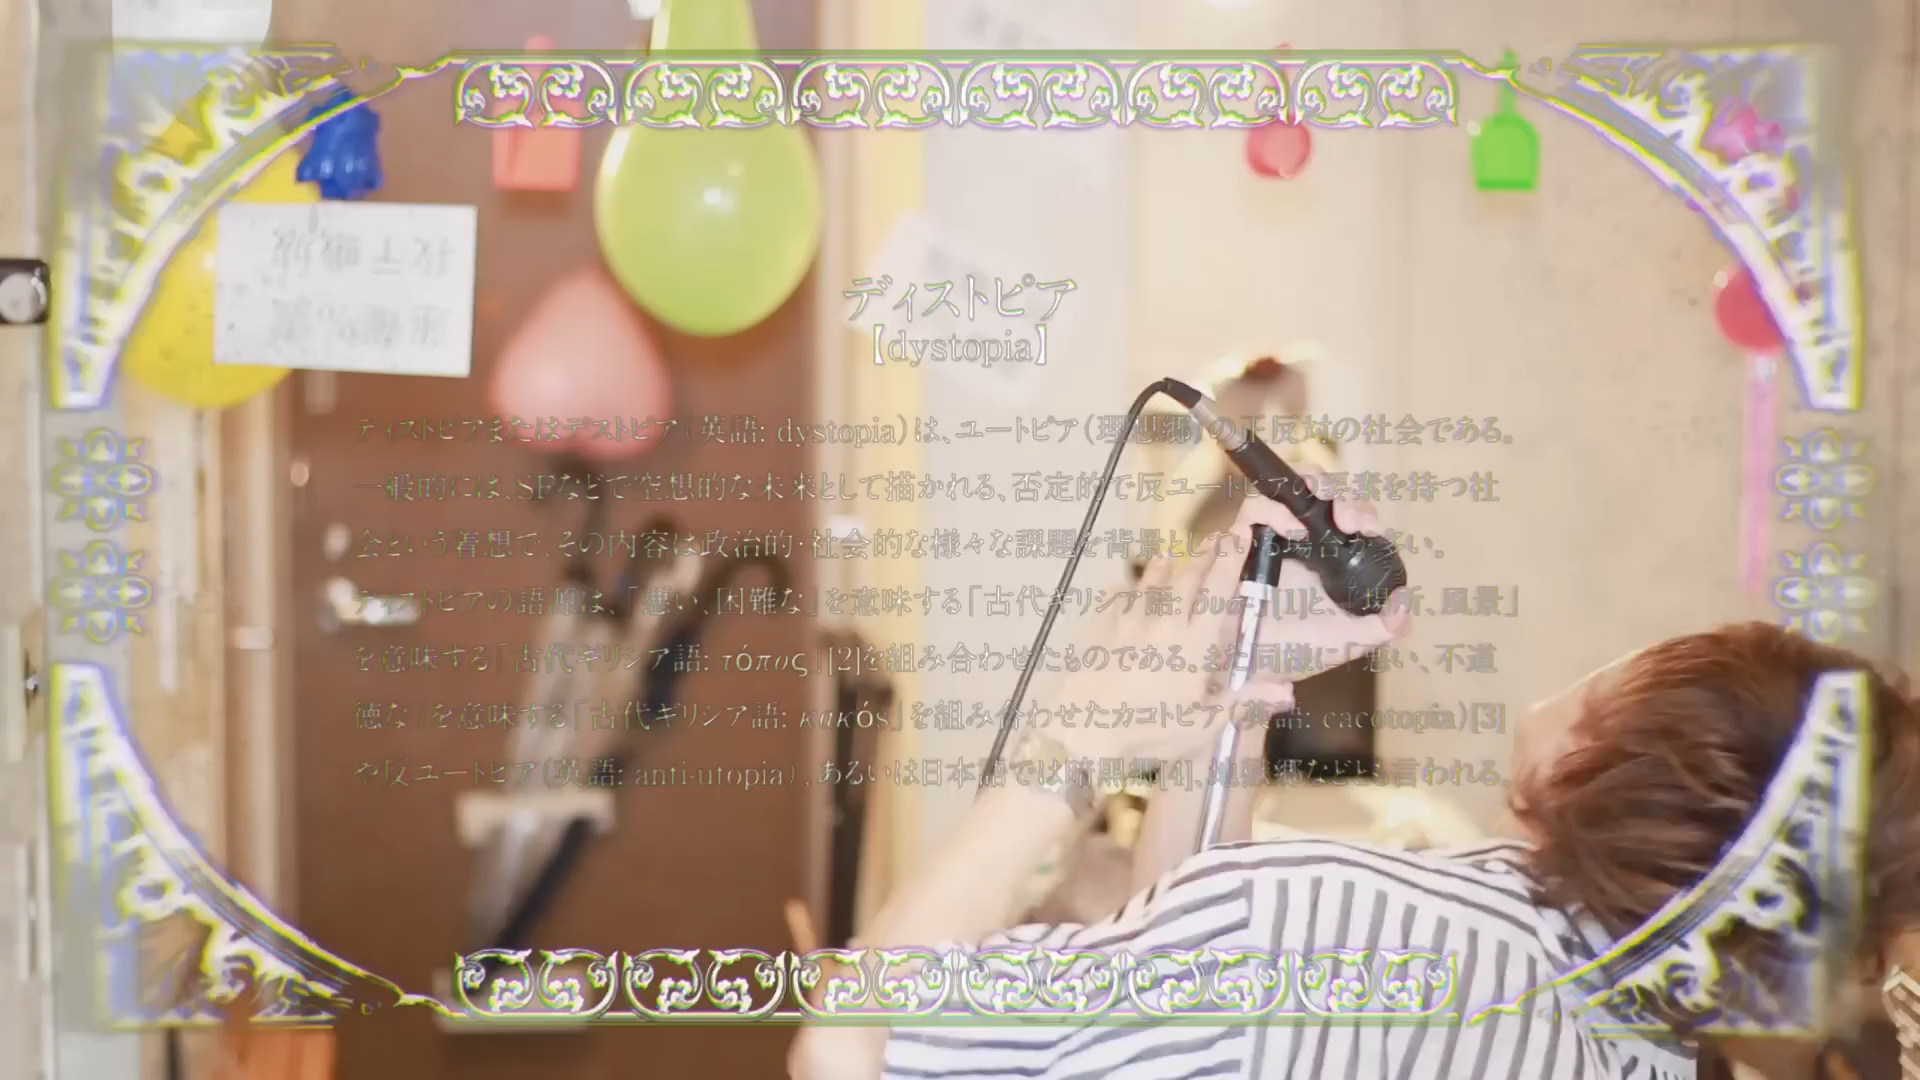 ディストピア
【dystopia】
ディストピアまたはデストピア（英語: dystopia）は、ユートピア（理想郷）の正反対の社会である。
一般的には、SFなどで空想的な未来として描かれる、否定的で反ユートピアの要素を持つ社
会という着想で、その内容は政治的・社会的な様々な課題を背景としている場合が多い。
ディストピアの語源は、「悪い、困難な」を意味する「古代ギリシア語: δυσ-」[1]と、「場所、風景」
を意味する「古代ギリシア語: τόπος」[2]を組み合わせたものである。また同様に「悪い、不道
徳な」を意味する「古代ギリシア語: κακós」を組み合わせたカコトピア（英語: cacotopia)[3]
や反ユートピア（英語: anti-utopia）、あるいは日本語では暗黒郷[4]、地獄郷などとも言われる。